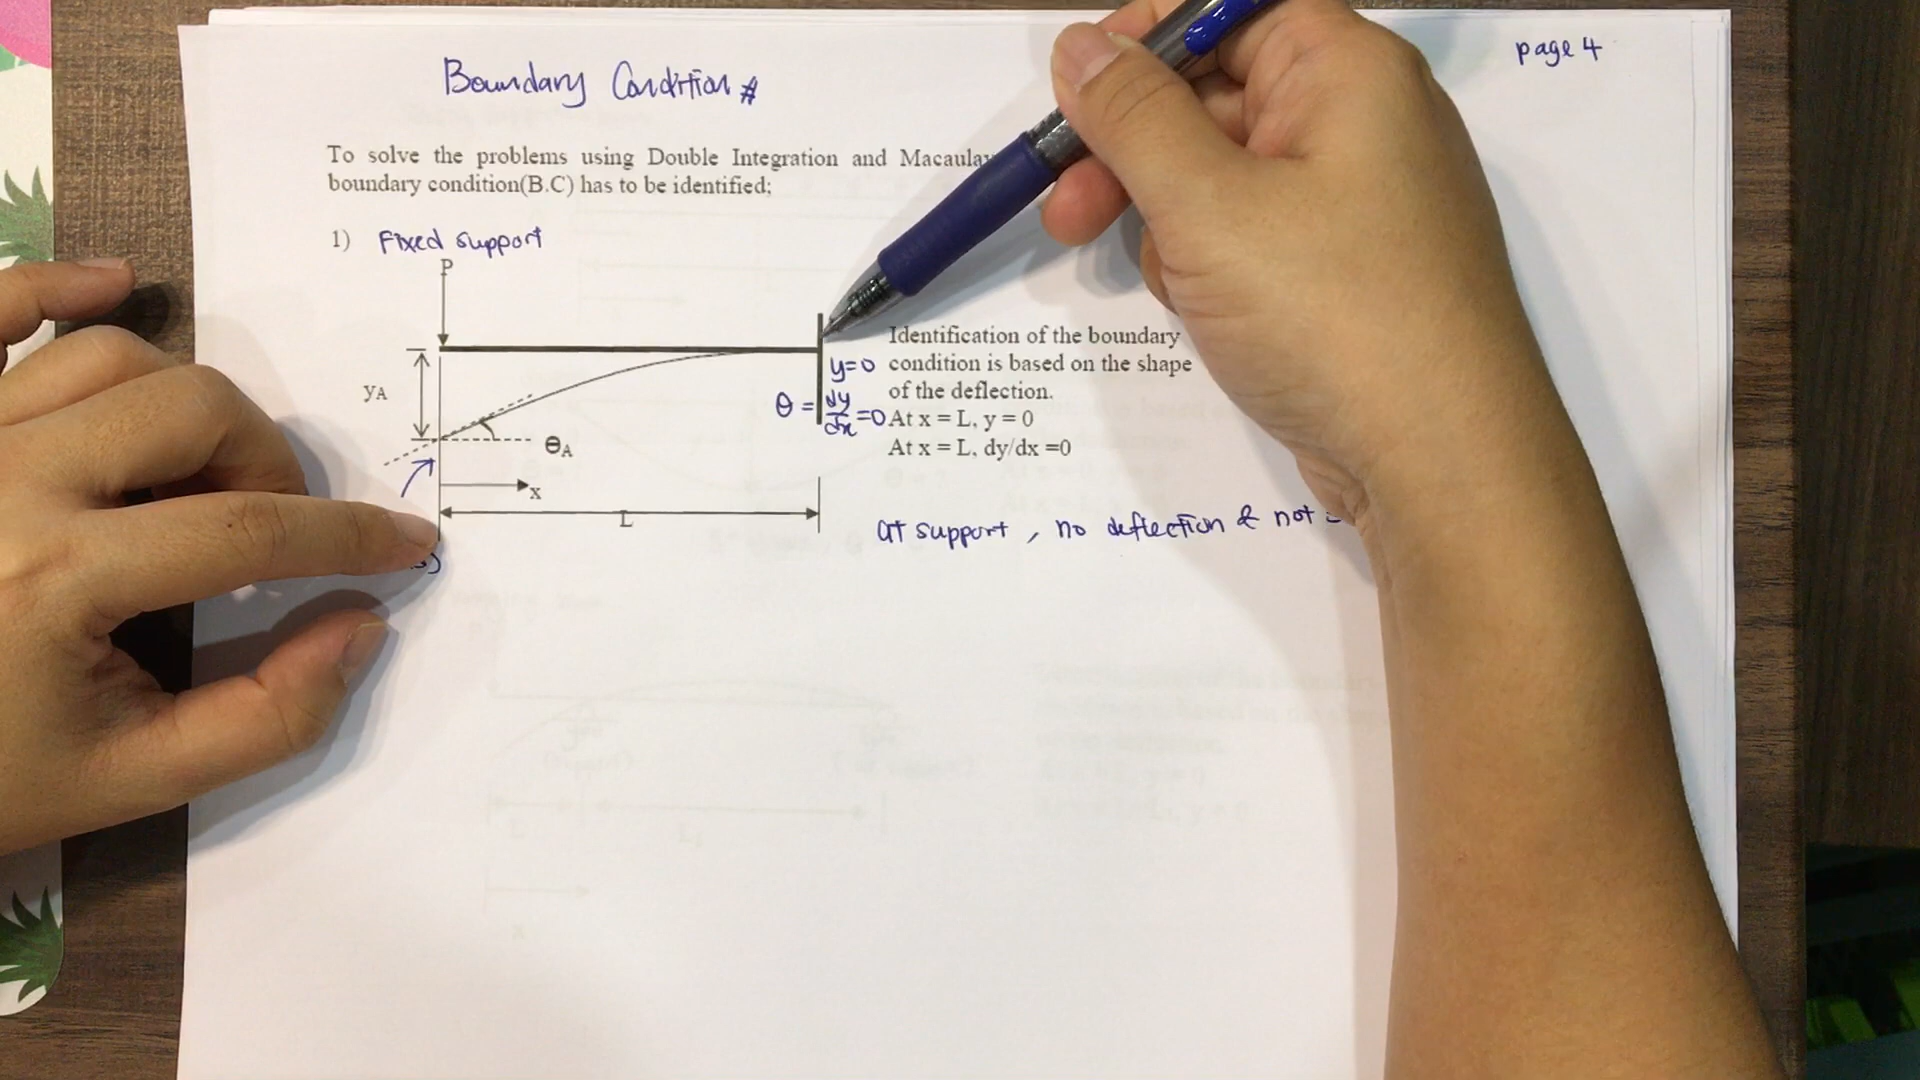 page 4
Boundary Condition #
To solve the problems using Double Integration and Macaulay
boundary condition(B.C) has to be identified;
1) Fixed support
P
Identification of the boundary
y=0 condition is based on the shape
yA
of the deflection.
θ = dy/dx =0 At x = L, y = 0
θA
At x = L, dy/dx =0
x
L
at support, no deflection & not